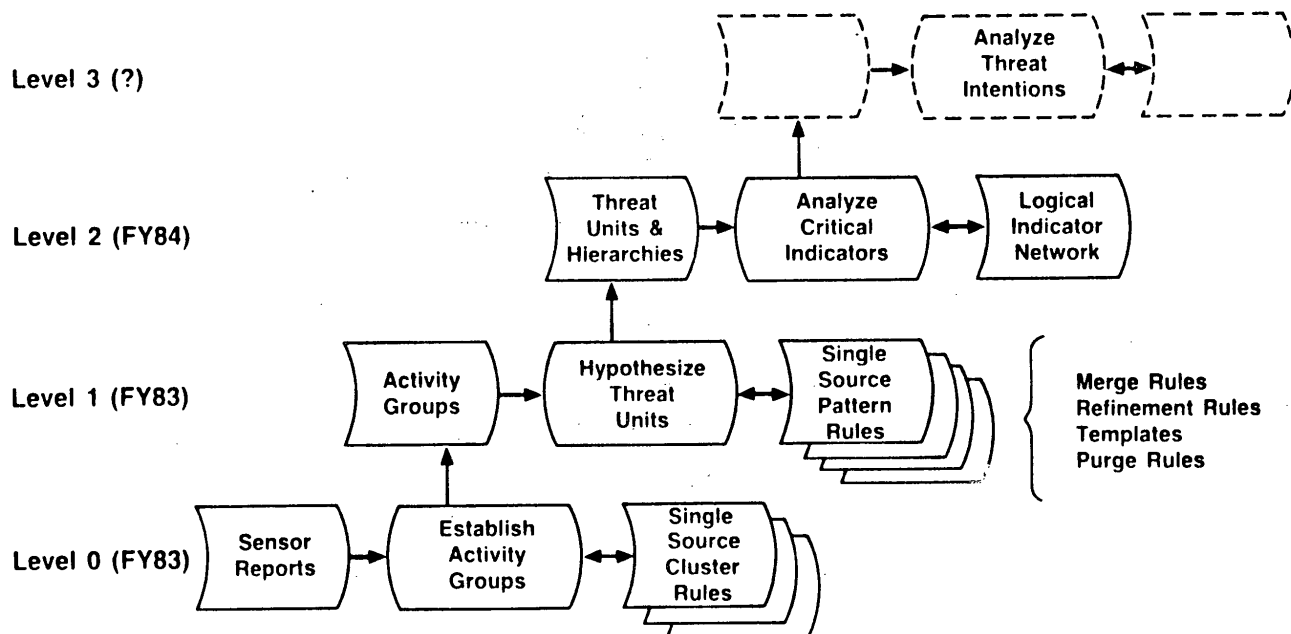 Level 3 (?)
Analyze
Threat
Intentions
Level 2 (FY84)
Threat
Units &
Hierarchies
Analyze
Critical
Indicators
Logical
Indicator
Network
Level 1 (FY83)
Activity
Groups
Hypothesize
Threat
Units
Single
Source
Pattern
Rules
Merge Rules
Refinement Rules
Templates
Purge Rules
Level 0 (FY83)
Sensor
Reports
Establish
Activity
Groups
Single
Source
Cluster
Rules